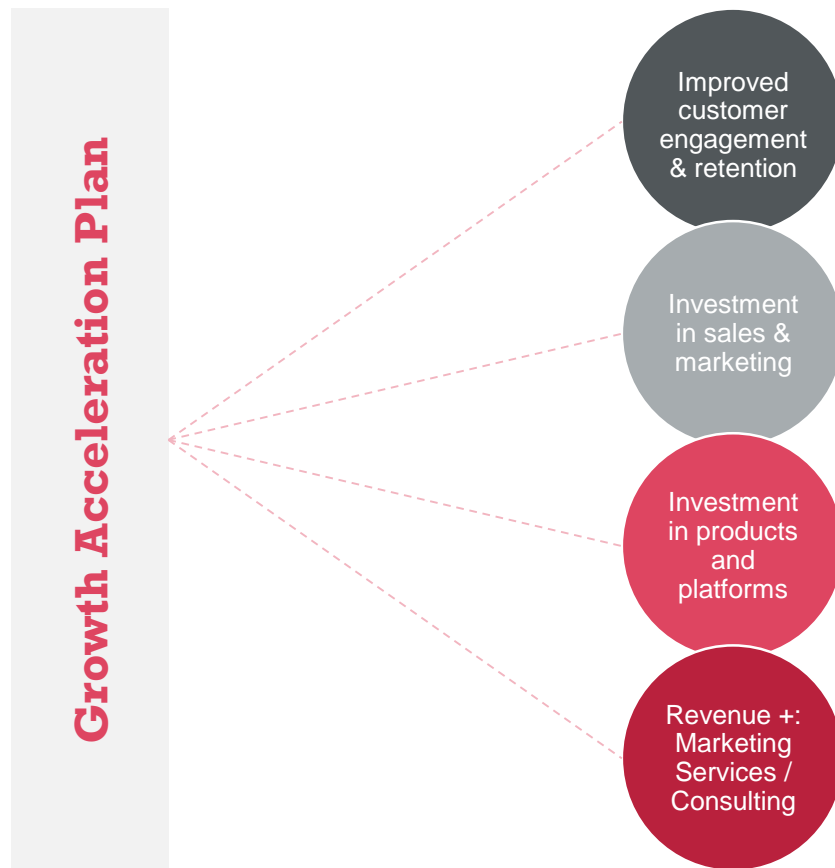 Growth Acceleration Plan
Improved
customer
engagement
& retention
Investment
in sales &
marketing
Investment
in products
and
platforms
Revenue +:
Marketing
Services /
Consulting